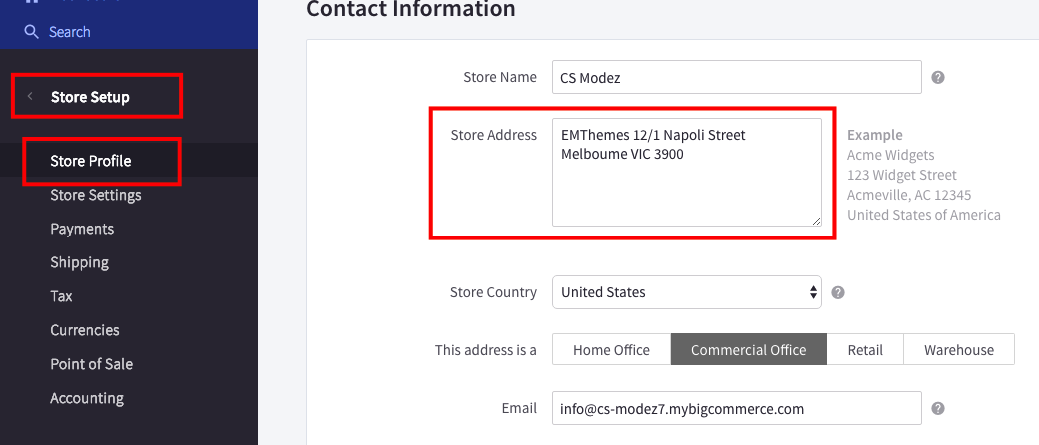 Contact Information
Search
Store Setup
Store Profile
Store Settings
Payments
Shipping
Tax
Currencies
Point of Sale
Accounting
Store Name
CS Modez
Store Address
EMThemes 12/1 Napoli Street
Melboume VIC 3900
Example
Acme Widgets
123 Widget Street
Acmeville, AC 12345
United States of America
Store Country
United States
This address is a
Home Office
Commercial Office
Retail
Warehouse
Email
info@cs-modez7.mybigcommerce.com